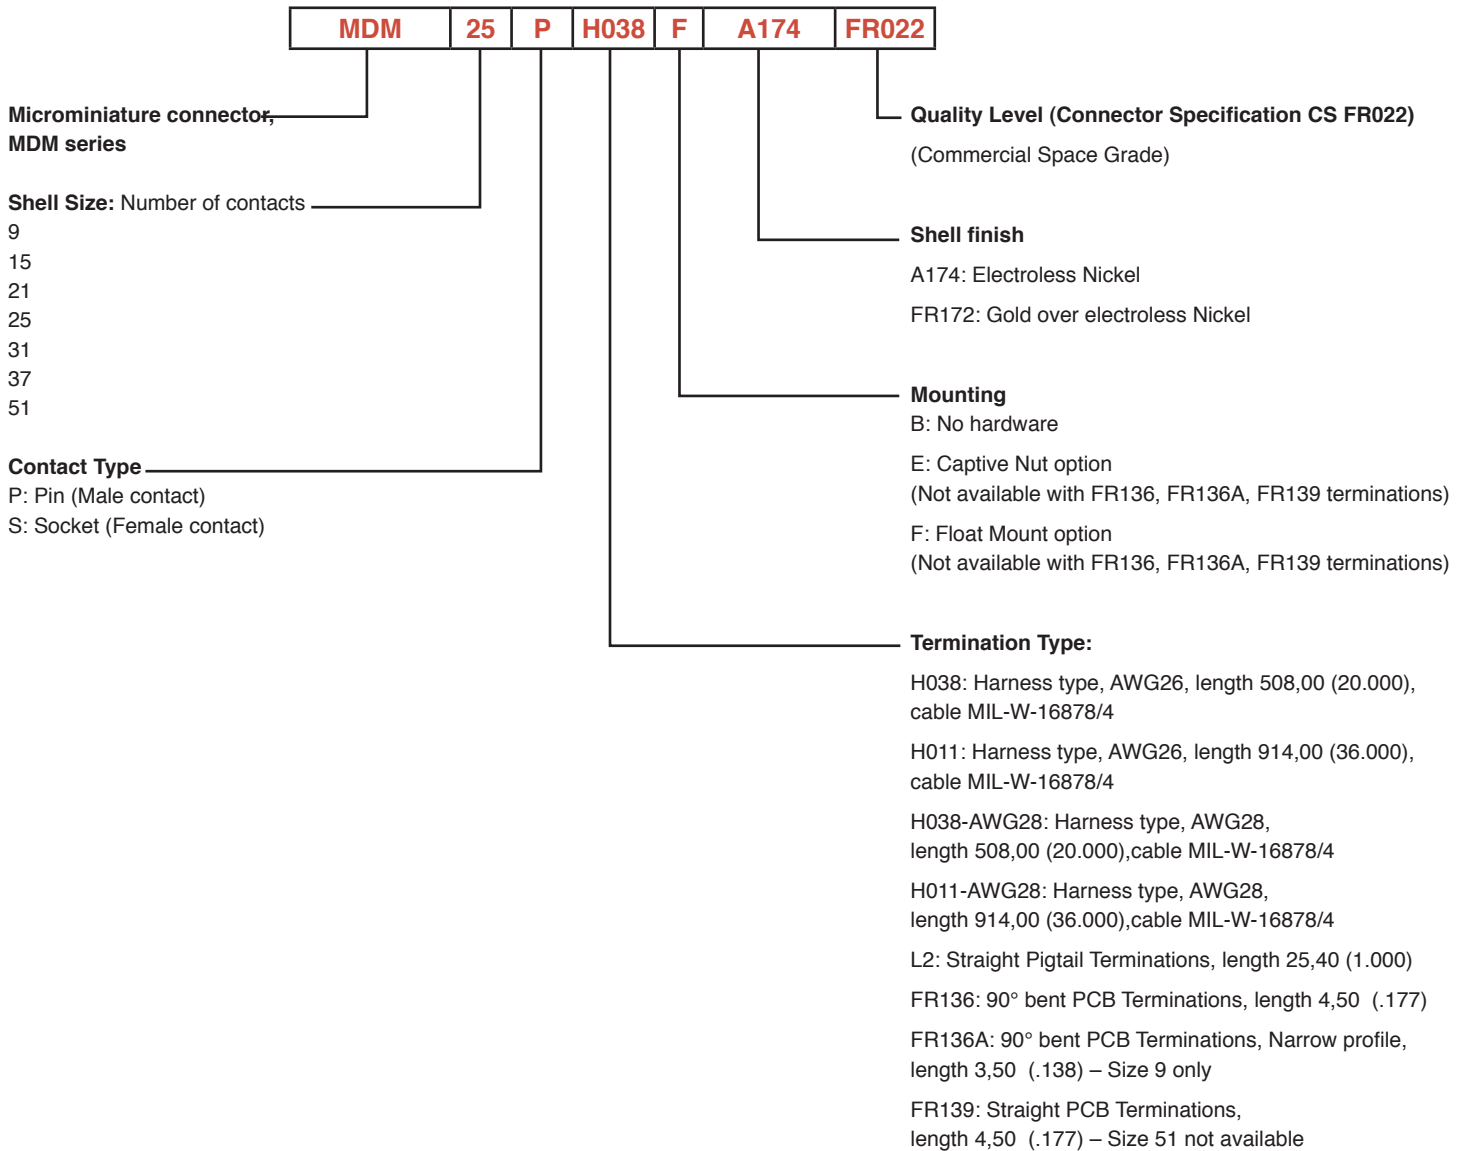 MDM 25 P H038 F A174 FR022
Microminiature connector,
MDM series
Shell Size: Number of contacts
9
15
21
25
31
37
51
Contact Type
P: Pin (Male contact)
S: Socket (Female contact)
Quality Level (Connector Specification CS FR022)
(Commercial Space Grade)
Shell finish
A174: Electroless Nickel
FR172: Gold over electroless Nickel
Mounting
B: No hardware
E: Captive Nut option
(Not available with FR136, FR136A, FR139 terminations)
F: Float Mount option
(Not available with FR136, FR136A, FR139 terminations)
Termination Type:
H038: Harness type, AWG26, length 508,00 (20.000),
cable MIL-W-16878/4
H011: Harness type, AWG26, length 914,00 (36.000),
cable MIL-W-16878/4
H038-AWG28: Harness type, AWG28,
length 508,00 (20.000),cable MIL-W-16878/4
H011-AWG28: Harness type, AWG28,
length 914,00 (36.000),cable MIL-W-16878/4
L2: Straight Pigtail Terminations, length 25,40 (1.000)
FR136: 90° bent PCB Terminations, length 4,50 (.177)
FR136A: 90° bent PCB Terminations, Narrow profile,
length 3,50 (.138) – Size 9 only
FR139: Straight PCB Terminations,
length 4,50 (.177) – Size 51 not available